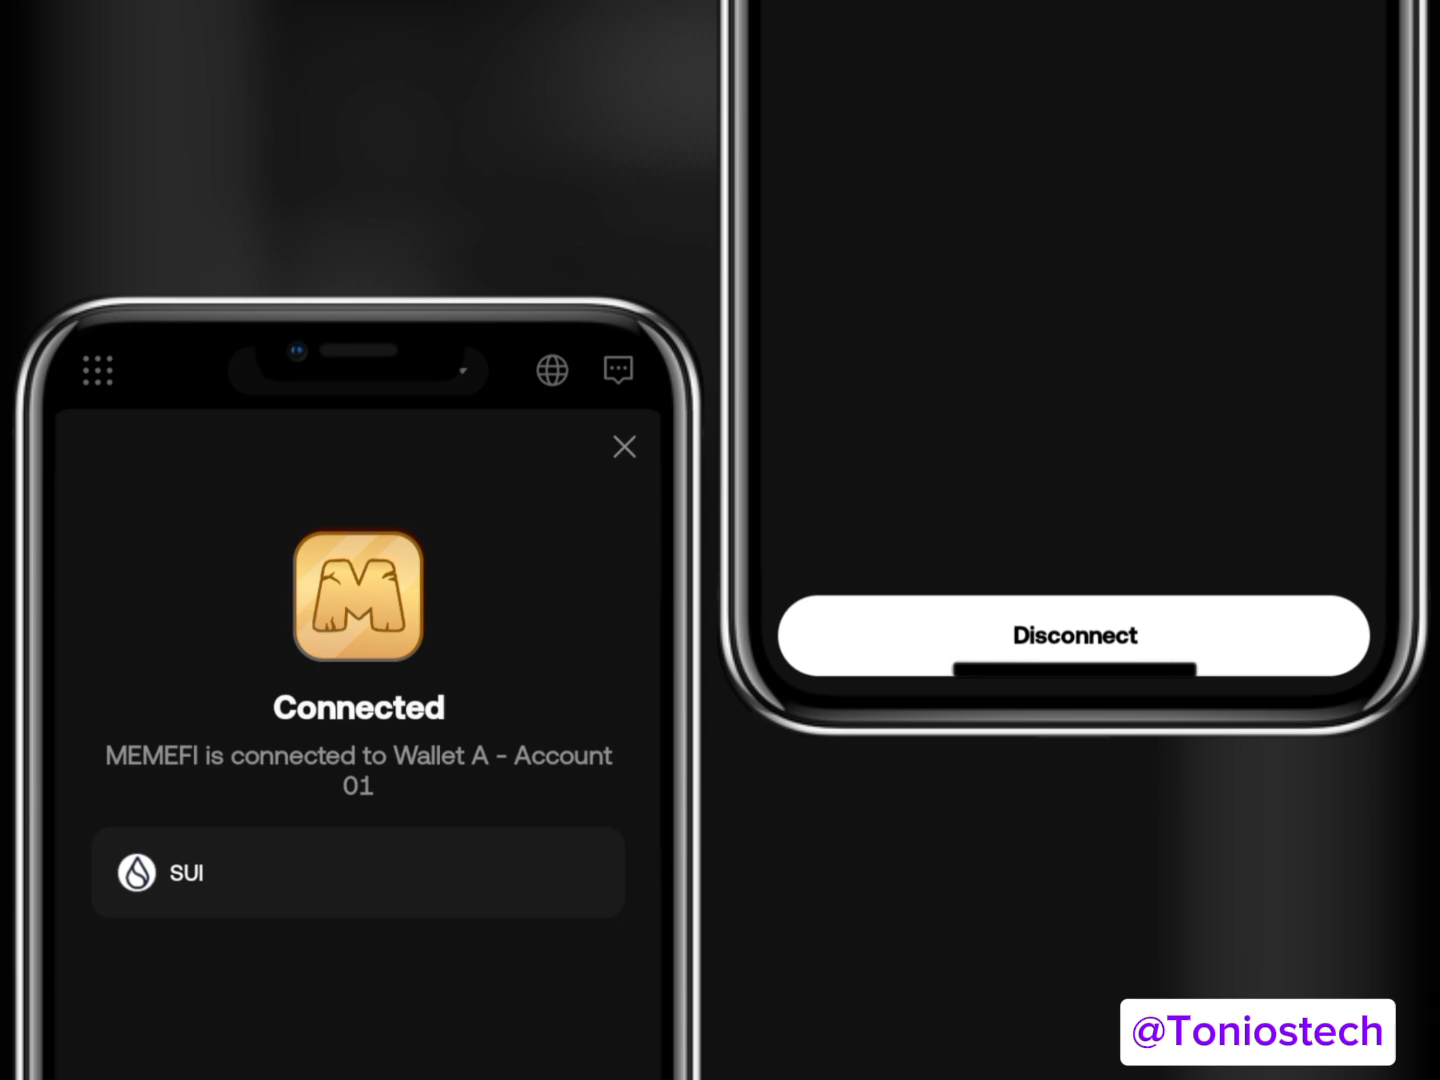 M
Connected
MEMEFI is connected to Wallet A - Account
01
SUI
Disconnect
@Toniostech